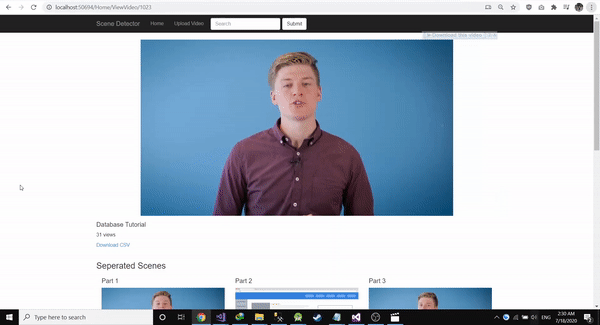 localhost:50694/Home/ViewVideo/1023
Scene Detector Home Upload Video Search Submit
Download this video
Database Tutorial
31 views
Download CSV
Seperated Scenes
Part 1 Part 2 Part 3
Type here to search
ENG
2:30 AM
7/18/2020